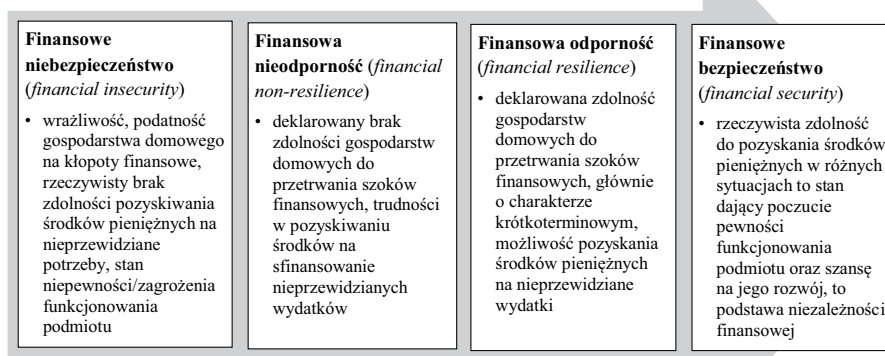 Finansowe
niebezpieczeństwo
(financial insecurity)
• wrażliwość, podatność
gospodarstwa domowego
na kłopoty finansowe,
rzeczywisty brak
zdolności pozyskiwania
środków pieniężnych na
nieprzewidziane
potrzeby, stan
niepewności/zagrożenia
funkcjonowania
podmiotu
Finansowa
nieodporność (financial
non-resilience)
• deklarowany brak
zdolności gospodarstw
domowych do
przetrwania szoków
finansowych, trudności
w pozyskiwaniu
środków na
sfinansowanie
nieprzewidzianych
wydatków
Finansowa odporność
(financial resilience)
• deklarowana zdolność
gospodarstw
domowych do
przetrwania szoków
finansowych, głównie
o charakterze
krótkoterminowym,
możliwość pozyskania
środków pieniężnych
na nieprzewidziane
wydatki
Finansowe
bezpieczeństwo
(financial security)
• rzeczywista zdolność
do pozyskania środków
pieniężnych w różnych
sytuacjach to stan
dający poczucie
pewności
funkcjonowania
podmiotu oraz szansę
na jego rozwój, to
podstawa niezależności
finansowej